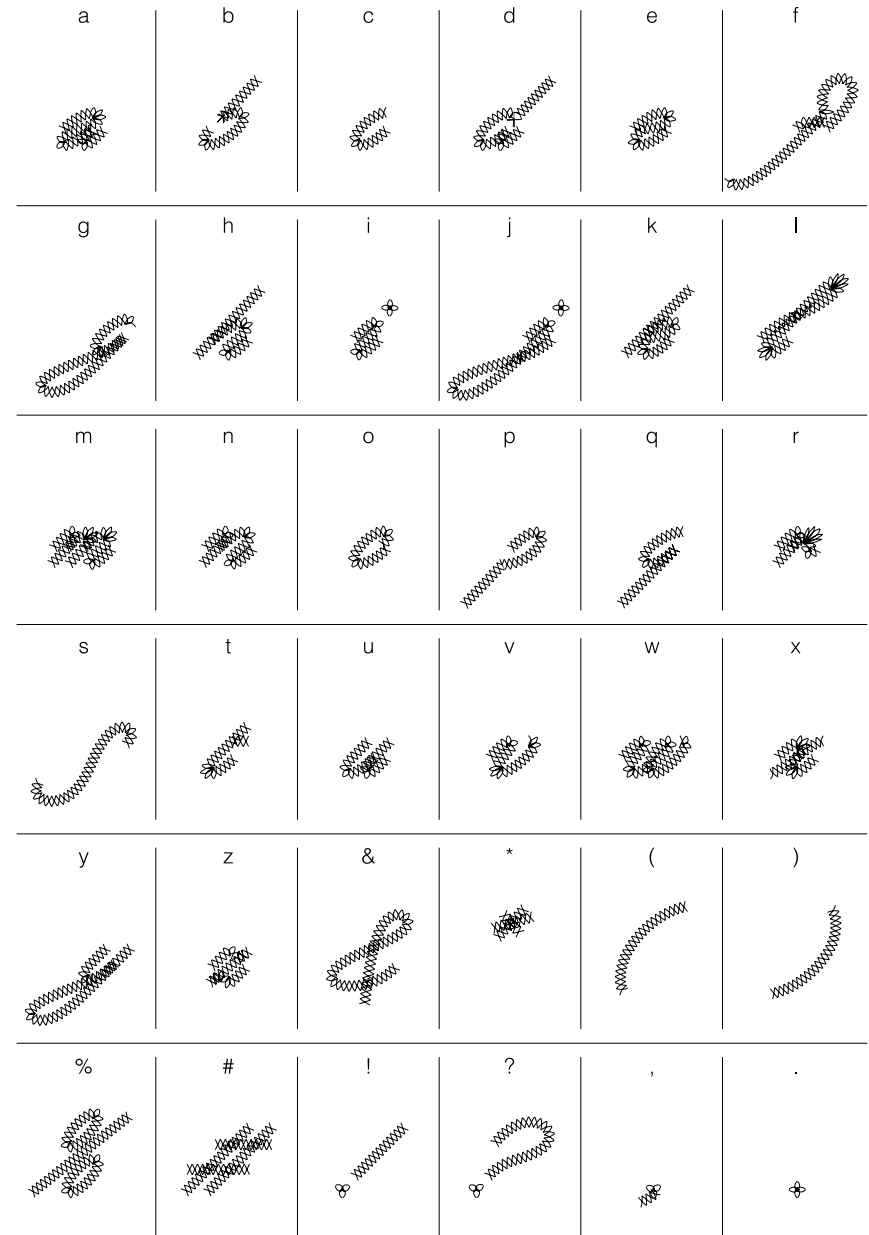 a b c d e f
g h i j k l
m n o p q r
s t u v w x
y z & * ( )
% # ! ? , .